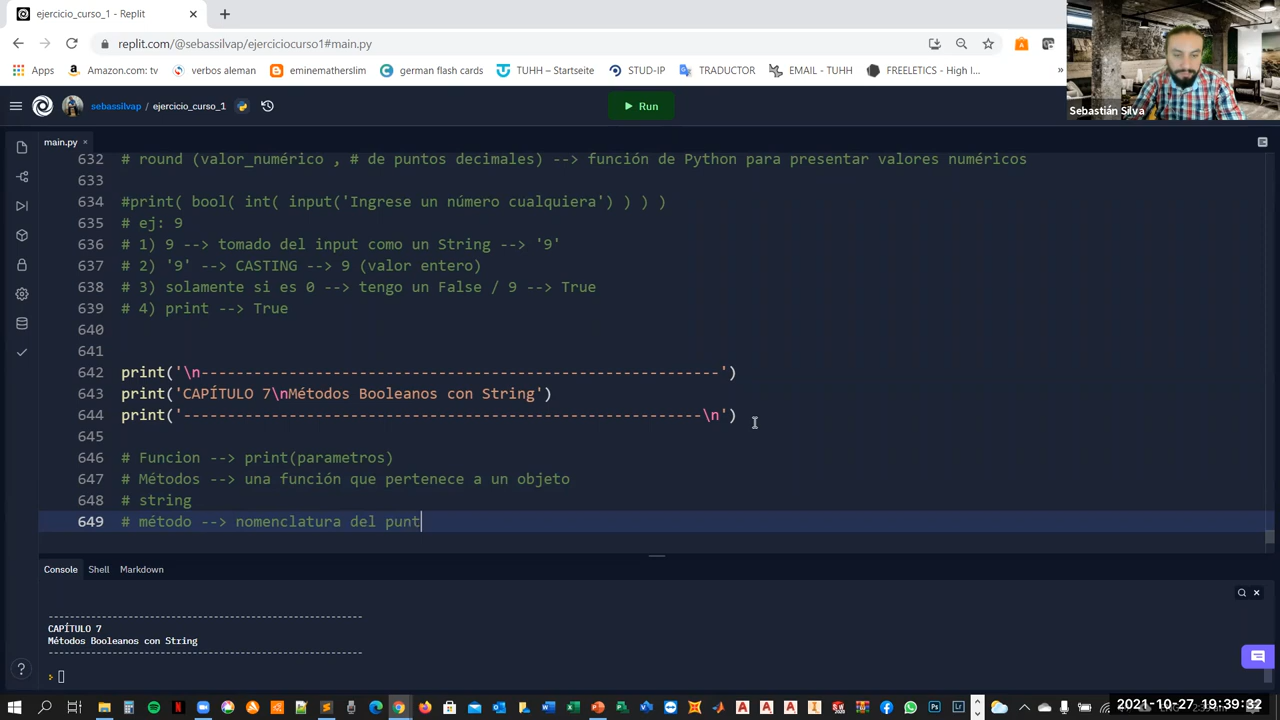 ejercicio_curso_1 - Replit
replit.com/@sebassilvap/ejerciciocurso1#main.py
Apps
Amazon.com: tv
verbos aleman
eminematherslim
german flash cards
TUHH – Startseite
STUD-IP
TRADUCTOR
EMAIL - TUHH
FREELETICS - High I...
»
Sebastián Silva
sebassilvap / ejercicio_curso_1
Run
main.py
632 # round (valor_numérico , # de puntos decimales) --> función de Python para presentar valores numéricos
633
634 #print( bool( int( input('Ingrese un número cualquiera') ) ) )
635 # ej: 9
636 # 1) 9 --> tomado del input como un String --> '9'
637 # 2) '9' --> CASTING --> 9 (valor entero)
638 # 3) solamente si es 0 --> tengo un False / 9 --> True
639 # 4) print --> True
640
641
642 print('\n-----------------------------------------------------------')
643 print('CAPÍTULO 7\nMétodos Booleanos con String')
644 print('-----------------------------------------------------------\n')
645
646 # Funcion --> print(parametros)
647 # Métodos --> una función que pertenece a un objeto
648 # string
649 # método --> nomenclatura del punt
Console
Shell
Markdown
-----------------------------------------------------------
CAPÍTULO 7
Métodos Booleanos con String
-----------------------------------------------------------
2021-10-27 19:39:32